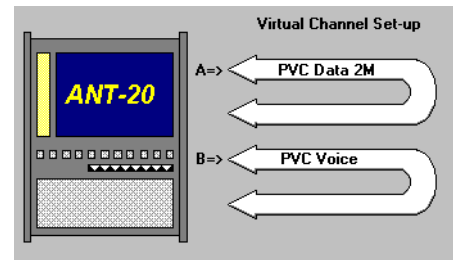 Virtual Channel Set-up
ANT-20
A=> PVC Data 2M
B=> PVC Voice